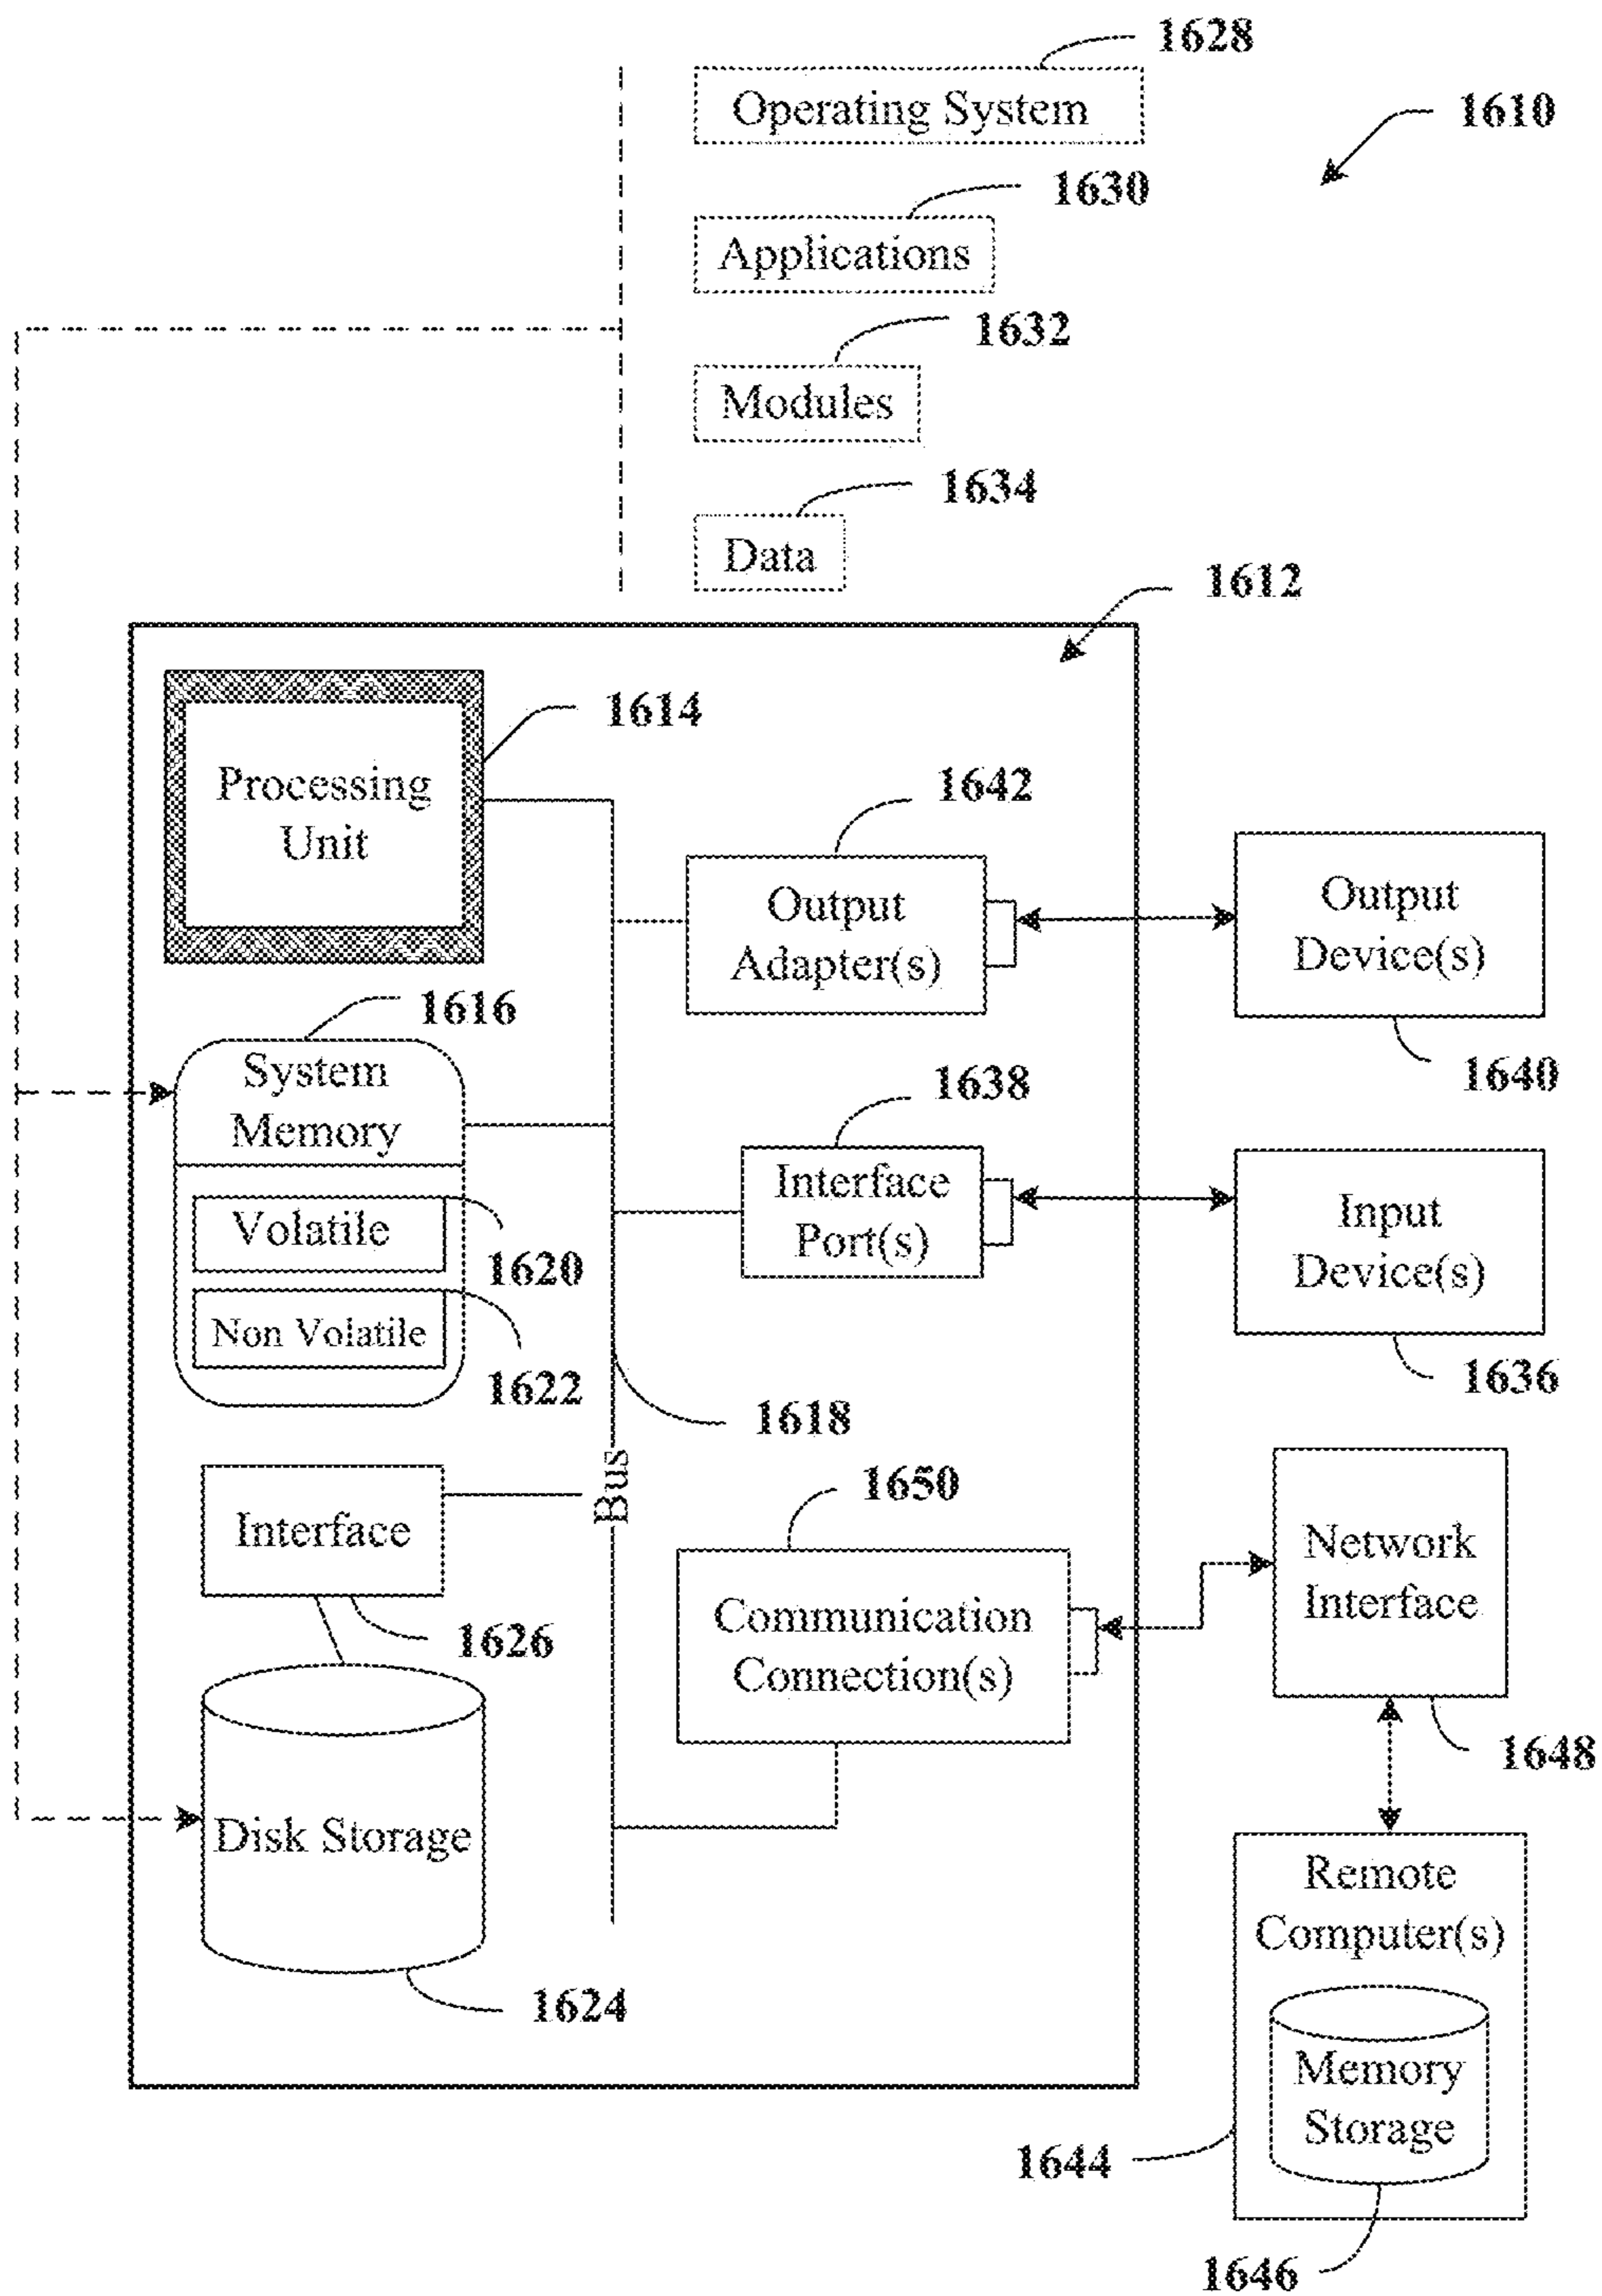 1628
Operating System
1610
1630
Applications
1632
Modules
1634
Data
1612
1614
Processing
Unit
1642
Output
Adapter(s)
Output
Device(s)
1640
1616
System
Memory
Volatile
1620
Non Volatile
1622
1638
Interface
Port(s)
Input
Device(s)
1636
1618
Bus
1650
Interface
1626
Communication
Connection(s)
Network
Interface
1648
Disk Storage
1624
Remote
Computer(s)
Memory
Storage
1644
1646